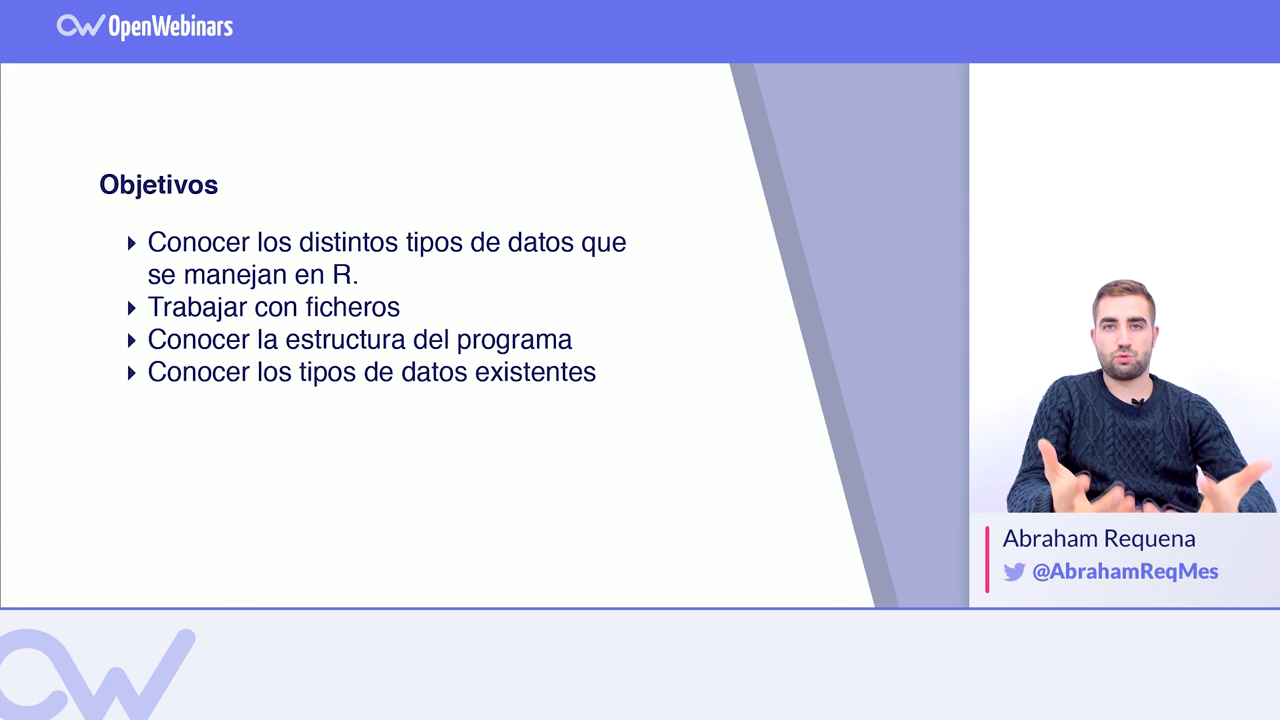 OpenWebinars
Objetivos
Conocer los distintos tipos de datos que
se manejan en R.
Trabajar con ficheros
Conocer la estructura del programa
Conocer los tipos de datos existentes
Abraham Requena
@AbrahamReqMes